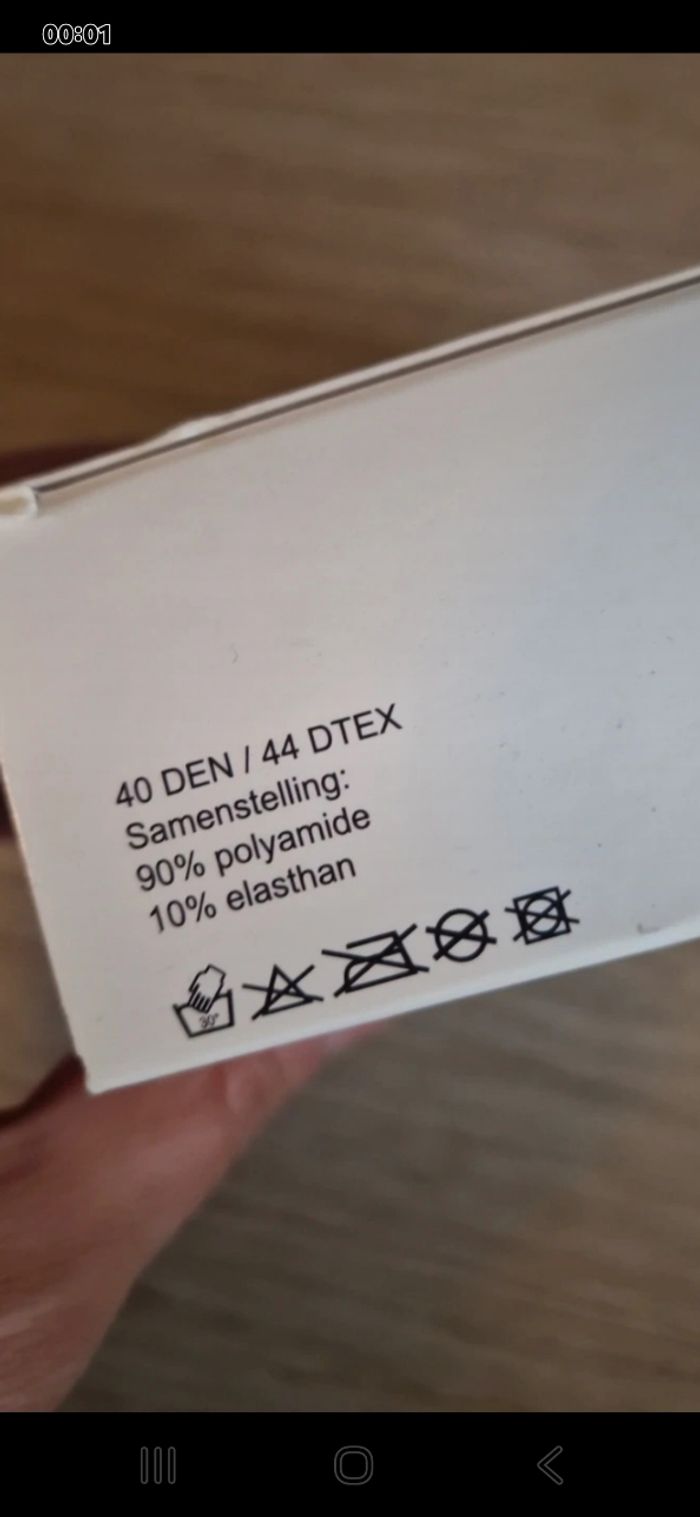 00:01
40 DEN / 44 DTEX
Samenstelling:
90% polyamide
10% elasthan
30°